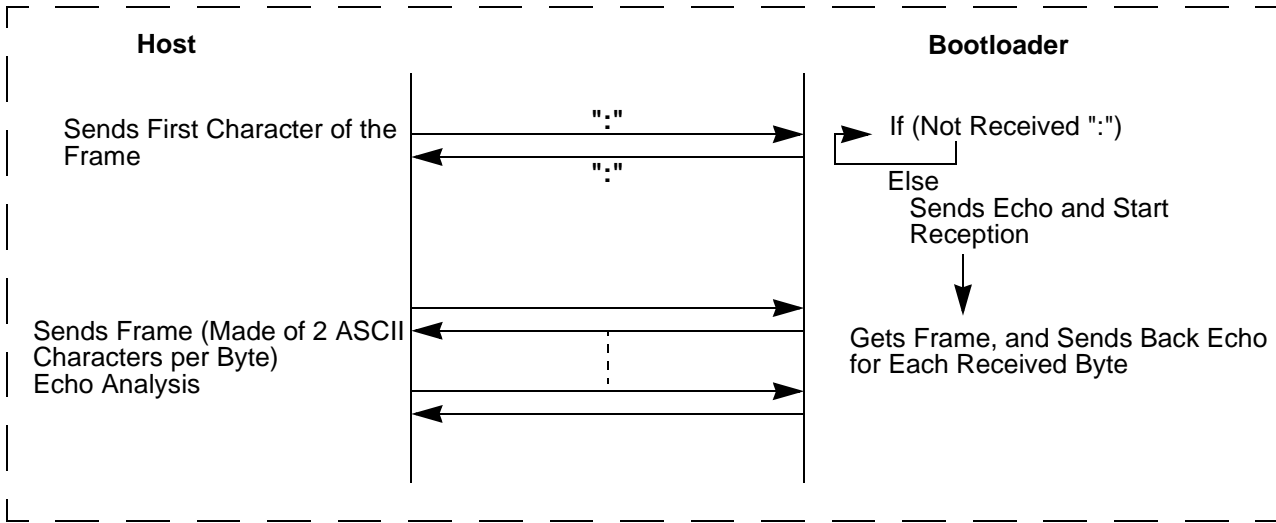 Host
Bootloader
Sends First Character of the
Frame
":"
":"
If (Not Received ":")
Else
Sends Echo and Start
Reception
Sends Frame (Made of 2 ASCII
Characters per Byte)
Echo Analysis
Gets Frame, and Sends Back Echo
for Each Received Byte